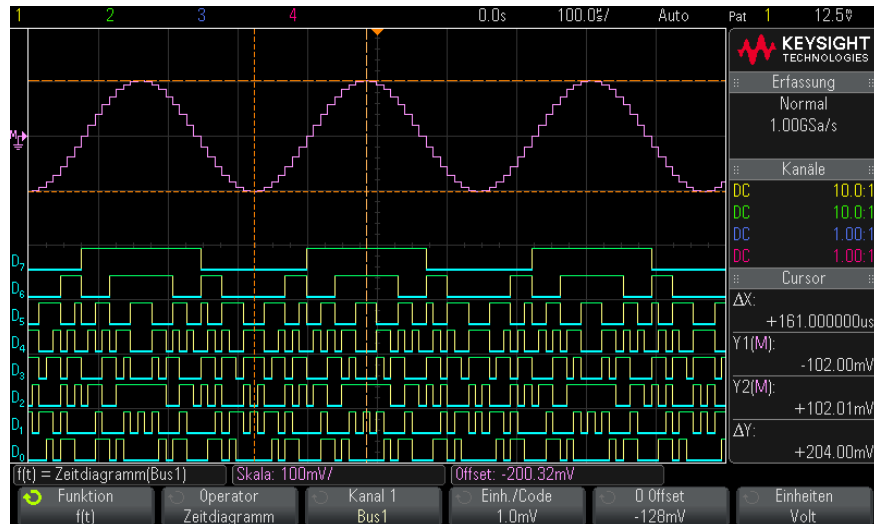 1 2 3 4 0.0s 100.0㎲/ Auto Pat 1 12.5V
KEYSIGHT
TECHNOLOGIES
Erfassung
Normal
1.00GSa/s
Kanäle
DC 10.0:1
DC 10.0:1
DC 1.00:1
DC 1.00:1
Cursor
ΔX:
+161.000000us
Y1(M):
-102.00mV
Y2(M):
+102.01mV
ΔY:
+204.00mV
M
D7
D6
D5
D4
D3
D2
D1
D0
f(t) = Zeitdiagramm(Bus1) Skala: 100mV/ Offset: -200.32mV
Funktion Operator Kanal 1 Einh./Code 0 Offset Einheiten
f(t) Zeitdiagramm Bus1 1.0mV -128mV Volt